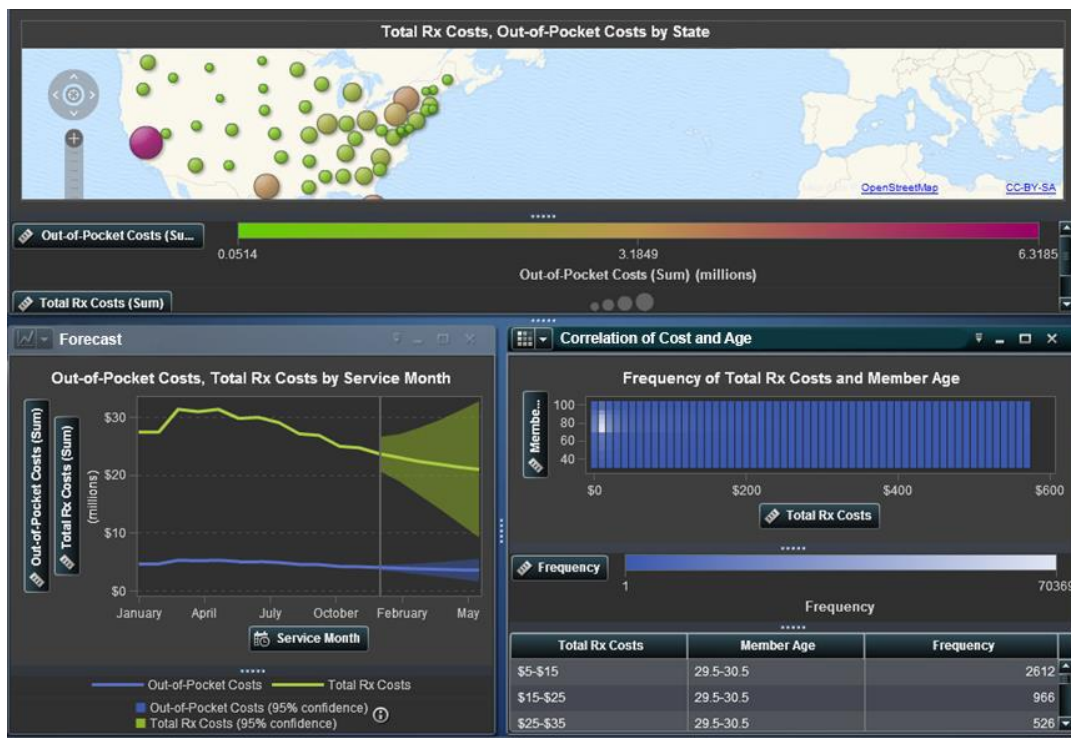 Total Rx Costs, Out-of-Pocket Costs by State
OpenStreetMap
CC-BY-SA
Out-of-Pocket Costs (Su...
0.0514
3.1849
6.3185
Out-of-Pocket Costs (Sum) (millions)
Total Rx Costs (Sum)
Forecast
Out-of-Pocket Costs, Total Rx Costs by Service Month
Out-of-Pocket Costs (Sum)
Total Rx Costs (Sum)
(millions)
$30
$20
$10
$0
January April July October February May
Service Month
Out-of-Pocket Costs Total Rx Costs
Out-of-Pocket Costs (95% confidence)
Total Rx Costs (95% confidence)
Correlation of Cost and Age
Frequency of Total Rx Costs and Member Age
Membe...
100
80
60
40
$0 $200 $400 $600
Total Rx Costs
Frequency
1 70369
Frequency
Total Rx Costs Member Age Frequency
$5-$15 29.5-30.5 2612
$15-$25 29.5-30.5 966
$25-$35 29.5-30.5 526